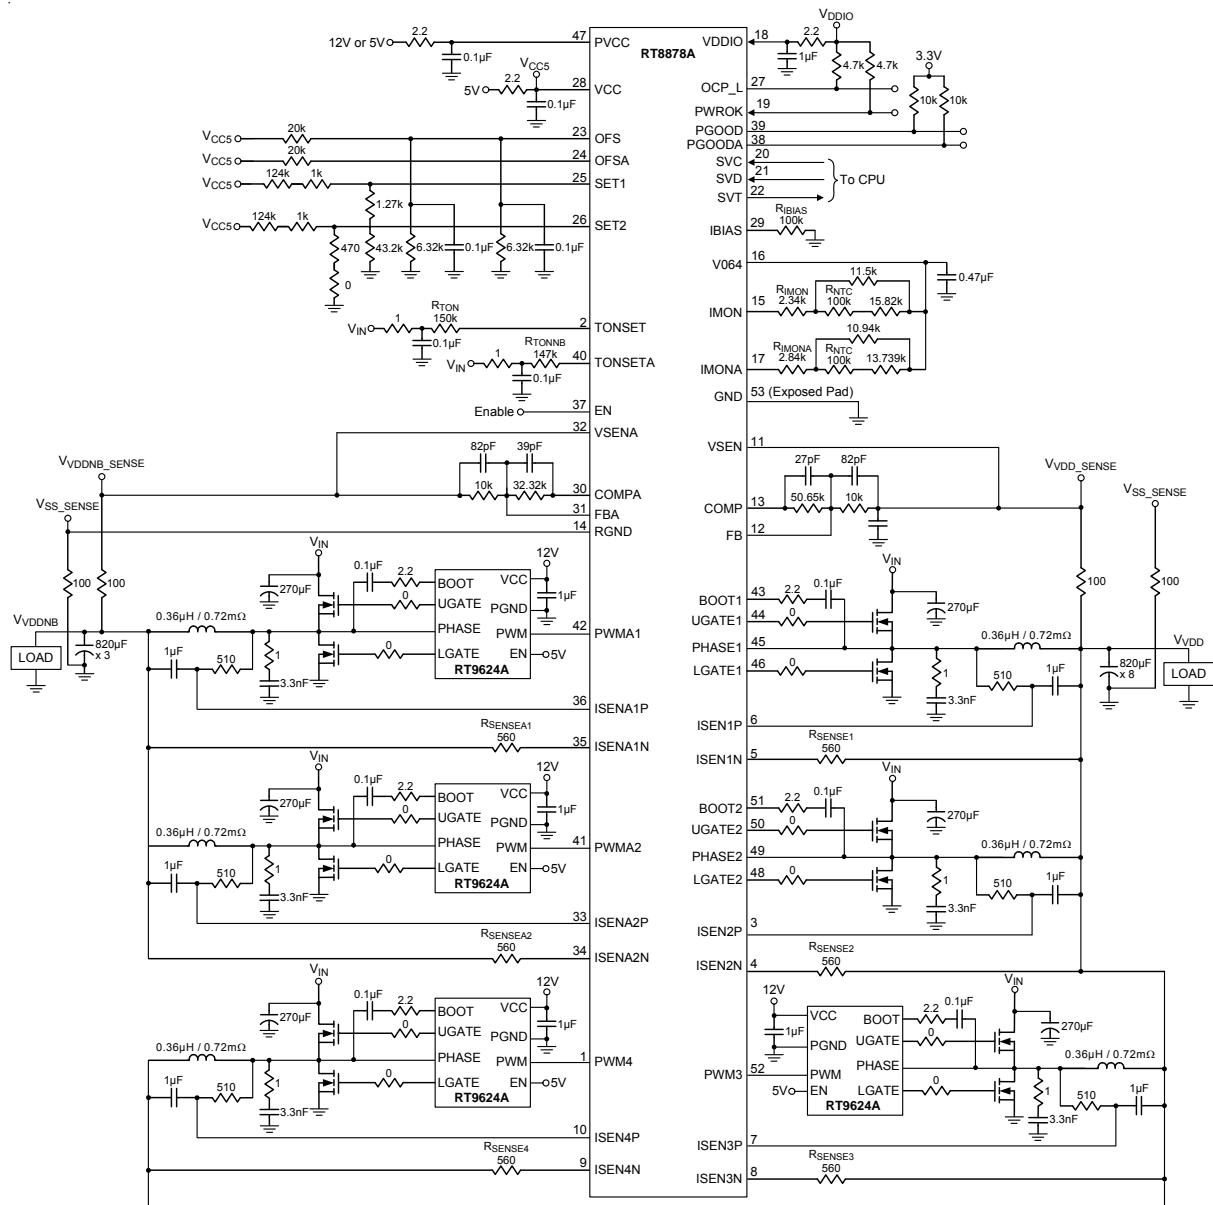 RT8878A
12V or 5V
2.2
0.1µF
47
PVCC
5V
2.2
VCC5
0.1µF
28
VCC
VCC5
20k
23
OFS
VCC5
20k
24
OFSA
VCC5
124k
1k
25
SET1
1.27k
VCC5
124k
1k
26
SET2
470
43.2k
6.32k
0.1µF
6.32k
0.1µF
0
VIN
1
RTON
150k
0.1µF
2
TONSET
VIN
1
RTONNB
147k
0.1µF
40
TONSETA
Enable
37
EN
32
VSENA
VVDDNB_SENSE
82pF
39pF
10k
32.32k
30
COMPA
31
FBA
VSS_SENSE
14
RGND
100
100
VVDDNB
LOAD
820µF
x 3
VIN
270µF
0.1µF
2.2
0
0
BOOT
UGATE
PHASE
LGATE
VCC
PGND
PWM
EN
RT9624A
12V
1µF
5V
42
PWMA1
0.36µH / 0.72mΩ
1µF
510
1
3.3nF
36
ISENA1P
RSENSEA1
560
35
ISENA1N
VIN
270µF
0.1µF
2.2
0
0
BOOT
UGATE
PHASE
LGATE
VCC
PGND
PWM
EN
RT9624A
12V
1µF
5V
41
PWMA2
0.36µH / 0.72mΩ
1µF
510
1
3.3nF
33
ISENA2P
RSENSEA2
560
34
ISENA2N
VIN
270µF
0.1µF
2.2
0
0
BOOT
UGATE
PHASE
LGATE
VCC
PGND
PWM
EN
RT9624A
12V
1µF
5V
1
PWM4
0.36µH / 0.72mΩ
1µF
510
1
3.3nF
10
ISEN4P
RSENSE4
560
9
ISEN4N
VDDIO
18
2.2
VDDIO
1µF
4.7k
4.7k
3.3V
10k
10k
OCP_L
27
PWROK
19
PGOOD
39
PGOODA
38
SVC
20
SVD
21
SVT
22
To CPU
IBIAS
29
RIBIAS
100k
V064
16
0.47µF
IMON
15
RIMON
2.34k
11.5k
RNTC
100k
15.82k
IMONA
17
RIMONA
2.84k
10.94k
RNTC
100k
13.739k
GND
53 (Exposed Pad)
VSEN
11
VVDD_SENSE
VSS_SENSE
27pF
82pF
COMP
13
50.65k
10k
FB
12
100
100
VIN
270µF
BOOT1
43
2.2
0.1µF
UGATE1
44
0
PHASE1
45
LGATE1
46
0
0.36µH / 0.72mΩ
VVDD
LOAD
820µF
x 8
1
3.3nF
510
1µF
ISEN1P
6
RSENSE1
560
ISEN1N
5
VIN
270µF
BOOT2
51
2.2
0.1µF
UGATE2
50
0
PHASE2
49
LGATE2
48
0
0.36µH / 0.72mΩ
1
3.3nF
510
1µF
ISEN2P
3
RSENSE2
560
ISEN2N
4
12V
1µF
VCC
PGND
PWM
EN
BOOT
UGATE
PHASE
LGATE
RT9624A
5V
PWM3
52
2.2
0.1µF
0
0
VIN
270µF
0.36µH / 0.72mΩ
1
3.3nF
510
1µF
ISEN3P
7
RSENSE3
560
ISEN3N
8